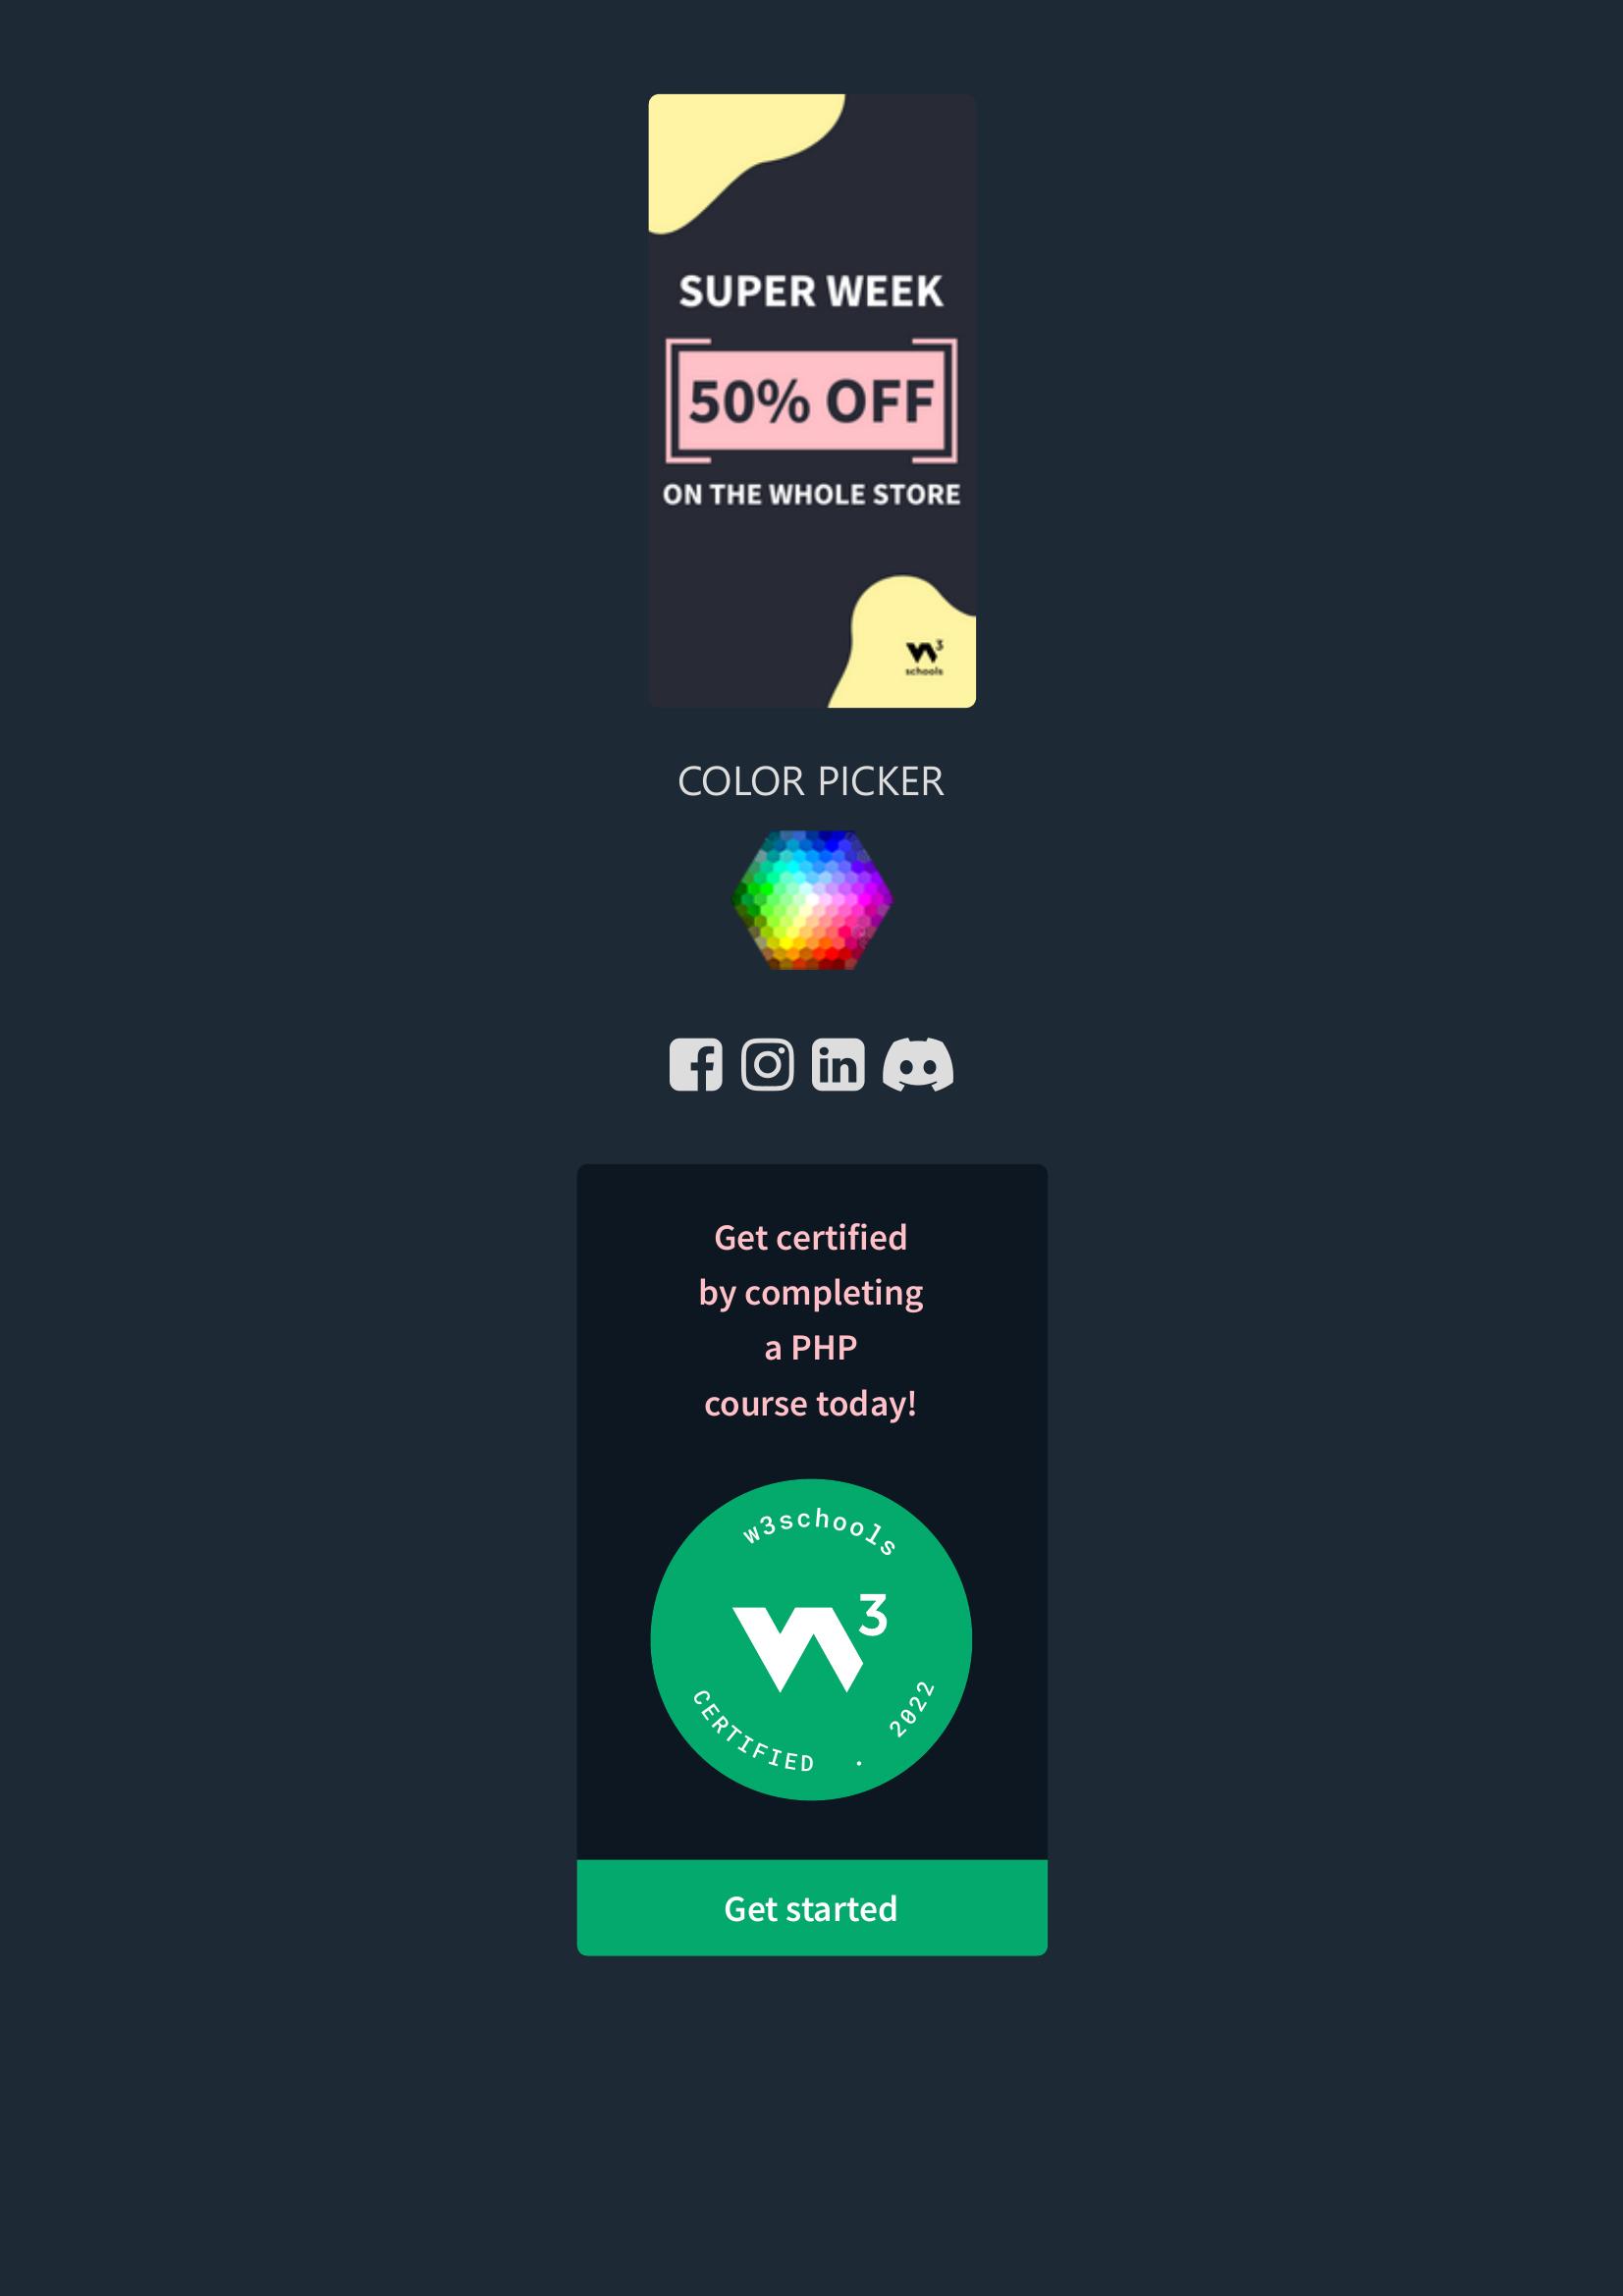 SUPER WEEK
50% OFF
ON THE WHOLE STORE
W3
schools
COLOR PICKER
Get certified
by completing
a PHP
course today!
w3schools
W3
CERTIFIED . 2022
Get started